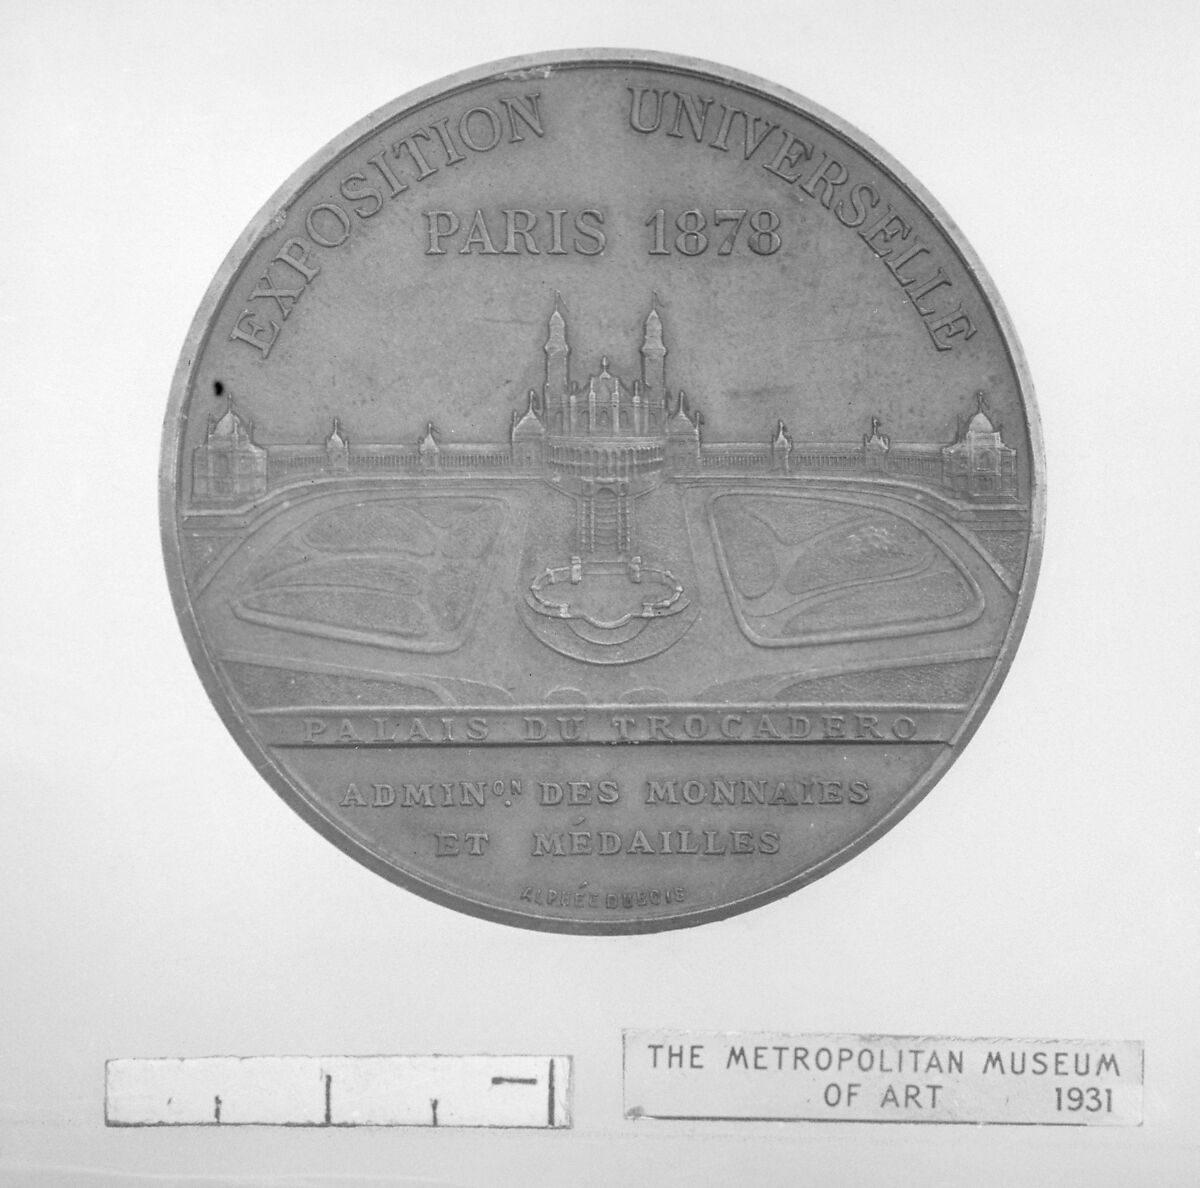 EXPOSITION UNIVERSELLE
PARIS 1878
PALAIS DU TROCADERO
ADMINON. DES MONNAIES
ET MÉDAILLES
ALPHÉE DUBOIS
THE METROPOLITAN MUSEUM
OF ART 1931
1